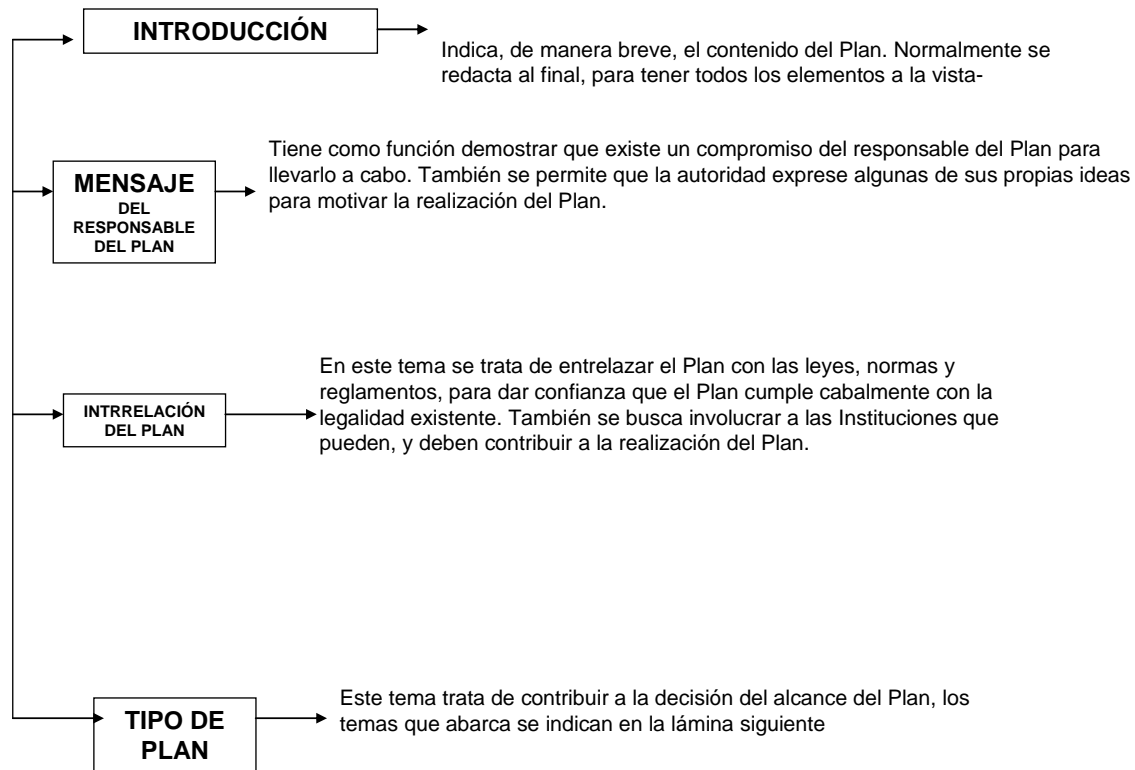 INTRODUCCIÓN
Indica, de manera breve, el contenido del Plan. Normalmente se
redacta al final, para tener todos los elementos a la vista-
MENSAJE
DEL
RESPONSABLE
DEL PLAN
Tiene como función demostrar que existe un compromiso del responsable del Plan para
llevarlo a cabo. También se permite que la autoridad exprese algunas de sus propias ideas
para motivar la realización del Plan.
INTRRELACIÓN
DEL PLAN
En este tema se trata de entrelazar el Plan con las leyes, normas y
reglamentos, para dar confianza que el Plan cumple cabalmente con la
legalidad existente. También se busca involucrar a las Instituciones que
pueden, y deben contribuir a la realización del Plan.
TIPO DE
PLAN
Este tema trata de contribuir a la decisión del alcance del Plan, los
temas que abarca se indican en la lámina siguiente